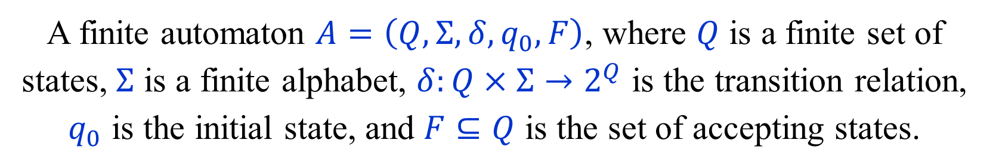 A finite automaton A = (Q, Σ, δ, q₀, F), where Q is a finite set of
states, Σ is a finite alphabet, δ: Q × Σ → 2^Q is the transition relation,
q₀ is the initial state, and F ⊆ Q is the set of accepting states.